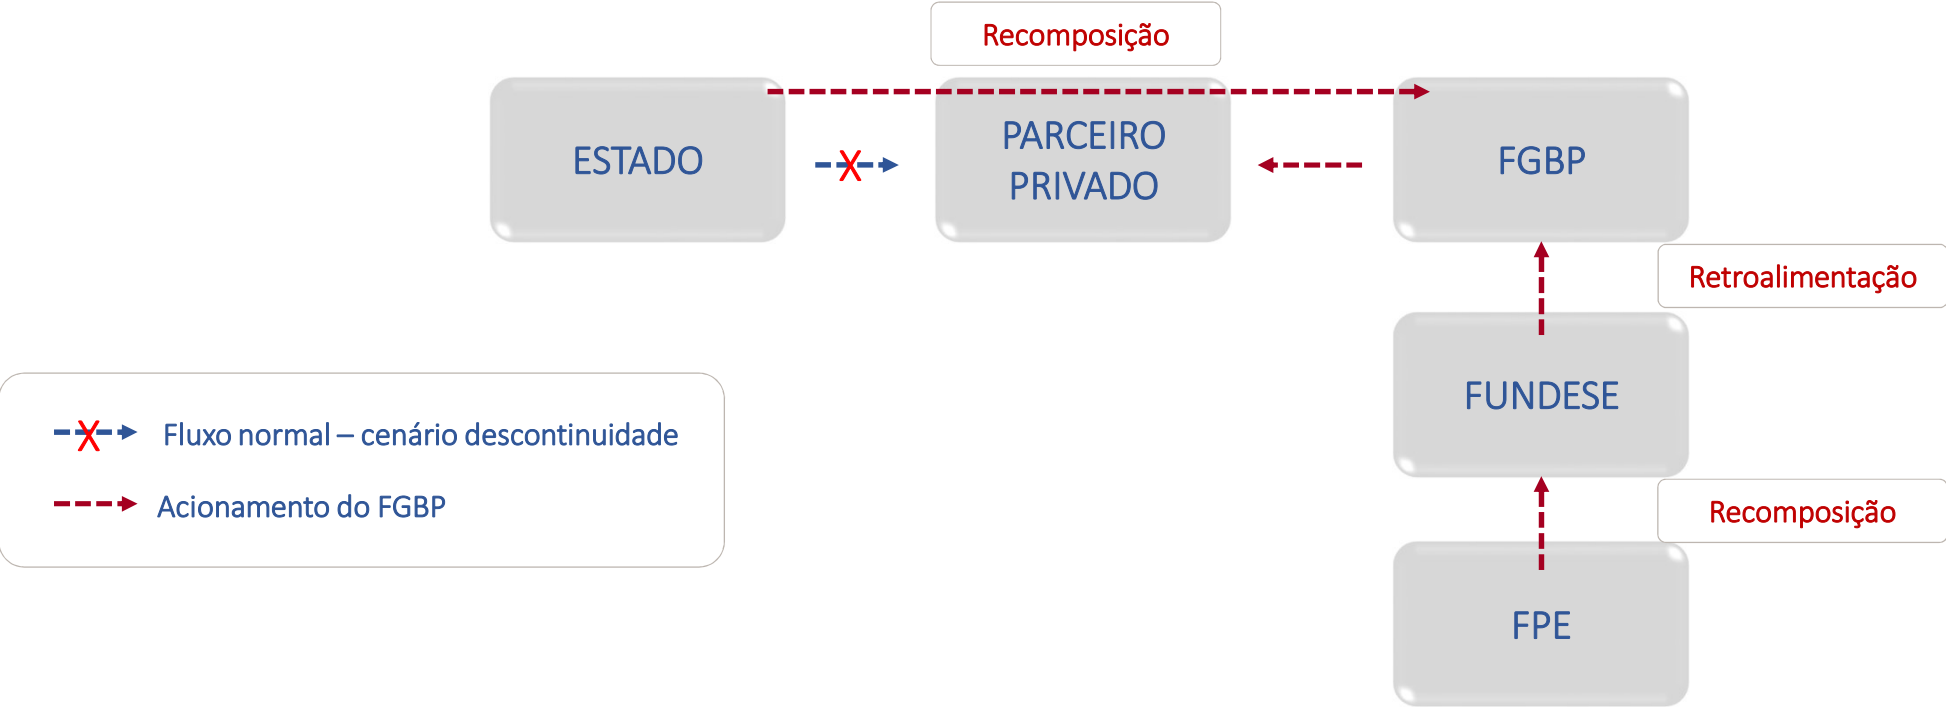 Recomposição
ESTADO
PARCEIRO
PRIVADO
FGBP
Retroalimentação
FUNDESE
Recomposição
FPE
X Fluxo normal – cenário descontinuidade
Acionamento do FGBP